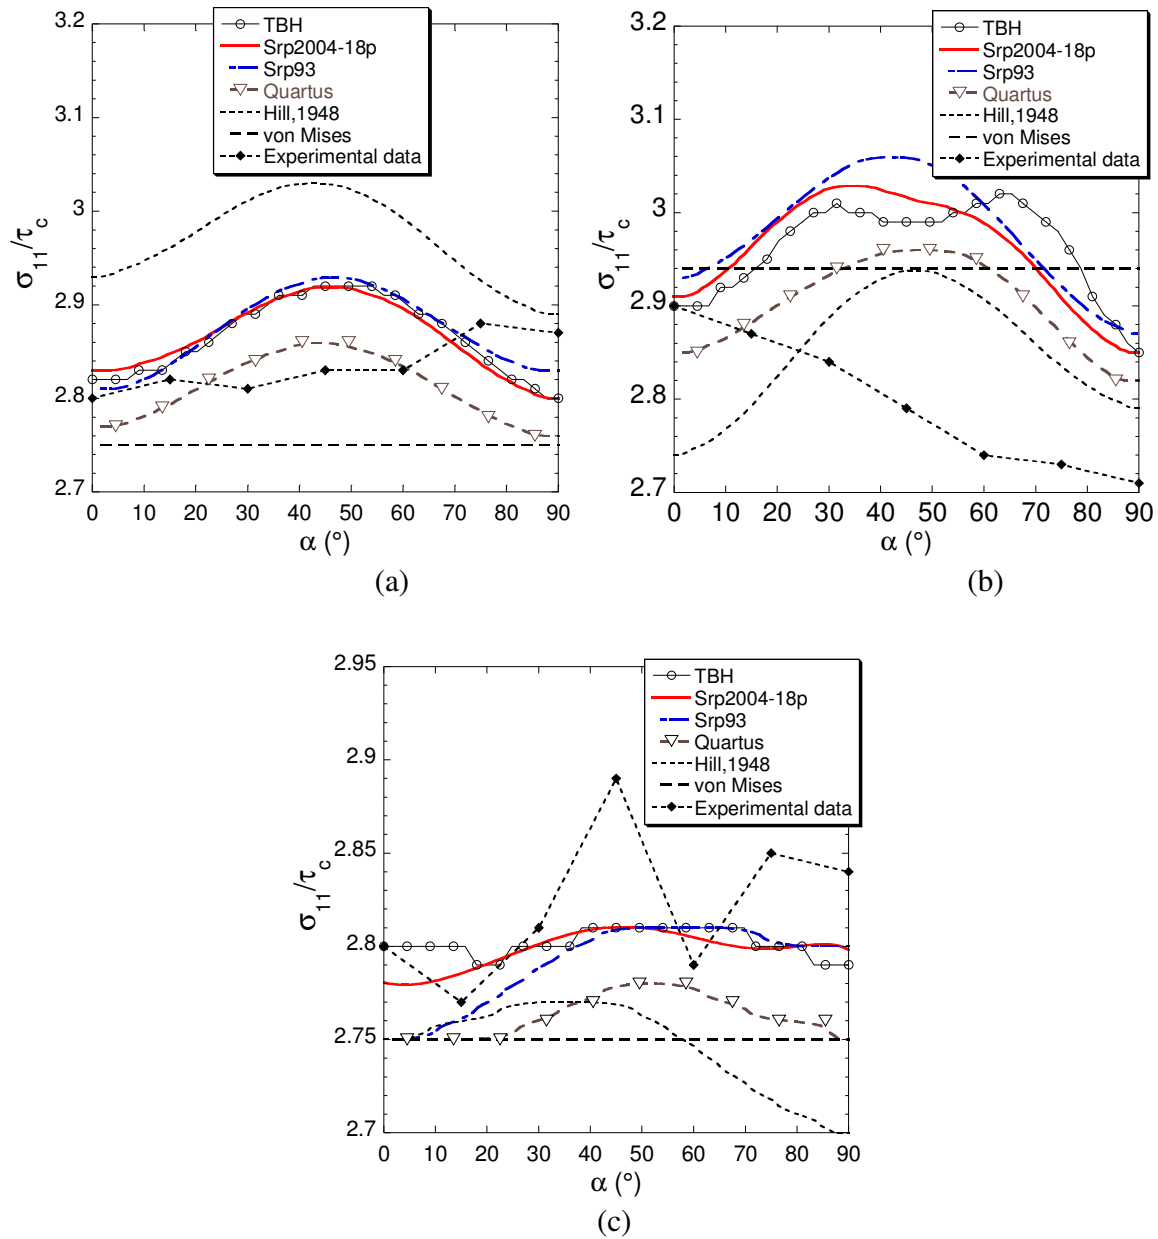 3.2
3.1
3
2.9
2.8
2.7
σ11/τc
0 10 20 30 40 50 60 70 80 90
α (°)
TBH
Srp2004-18p
Srp93
Quartus
Hill,1948
von Mises
Experimental data
(a)
3.2
3.1
3
2.9
2.8
2.7
σ11/τc
0 10 20 30 40 50 60 70 80 90
α (°)
TBH
Srp2004-18p
Srp93
Quartus
Hill,1948
von Mises
Experimental data
(b)
2.95
2.9
2.85
2.8
2.75
2.7
σ11/τc
0 10 20 30 40 50 60 70 80 90
α (°)
TBH
Srp2004-18p
Srp93
Quartus
Hill,1948
von Mises
Experimental data
(c)